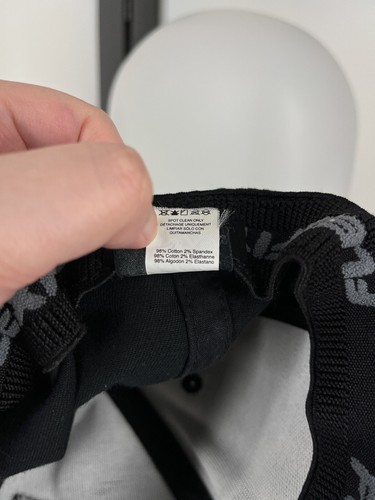 SPOT CLEAN ONLY
DETACHAGE UNIQUEMENT
LIMPIAR SÓLO CON
QUITAMANCHAS
98% Cotton 2% Spandex
98% Coton 2% Elasthanne
98% Algodón 2% Elastano